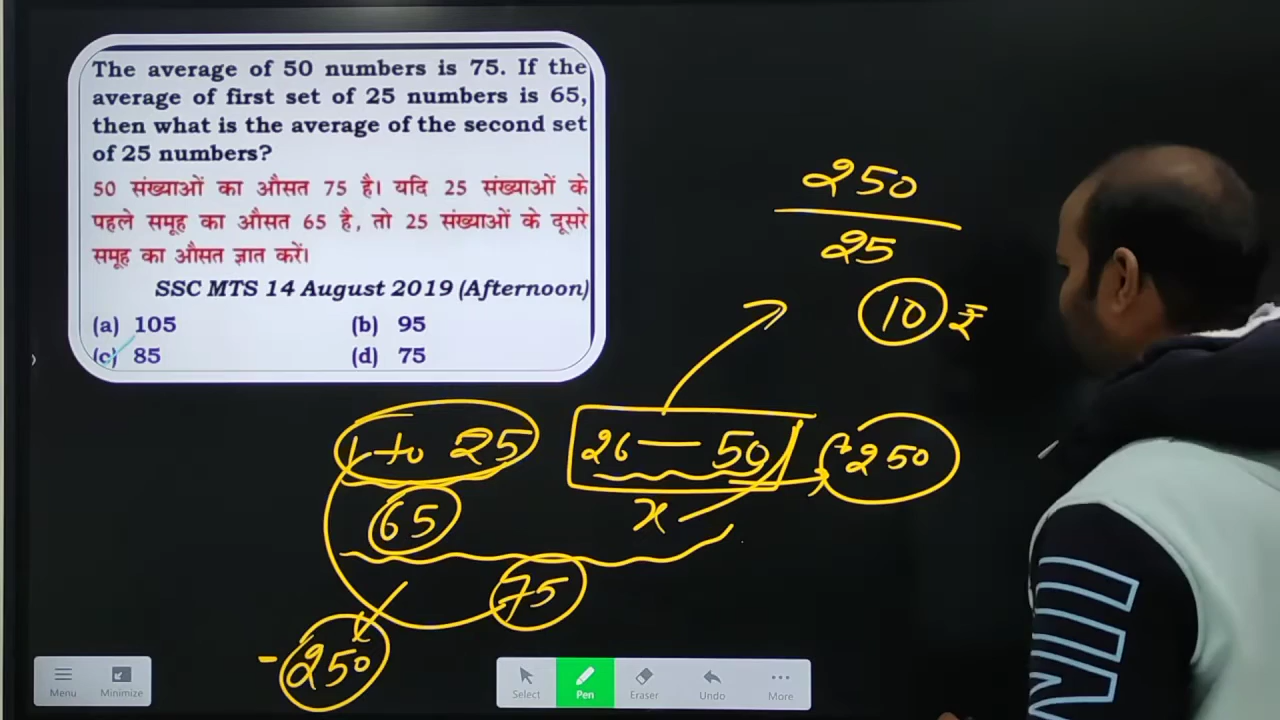 The average of 50 numbers is 75. If the
average of first set of 25 numbers is 65,
then what is the average of the second set
of 25 numbers?
50 संख्याओं का औसत 75 है। यदि 25 संख्याओं के
पहले समूह का औसत 65 है, तो 25 संख्याओं के दूसरे
समूह का औसत ज्ञात करें।
SSC MTS 14 August 2019 (Afternoon)
(a) 105 (b) 95
(c) 85 (d) 75
250
25
10 ₹
1 to 25
26 — 50
+250
65
x
75
-250
Menu
Minimize
Select
Pen
Eraser
Undo
More